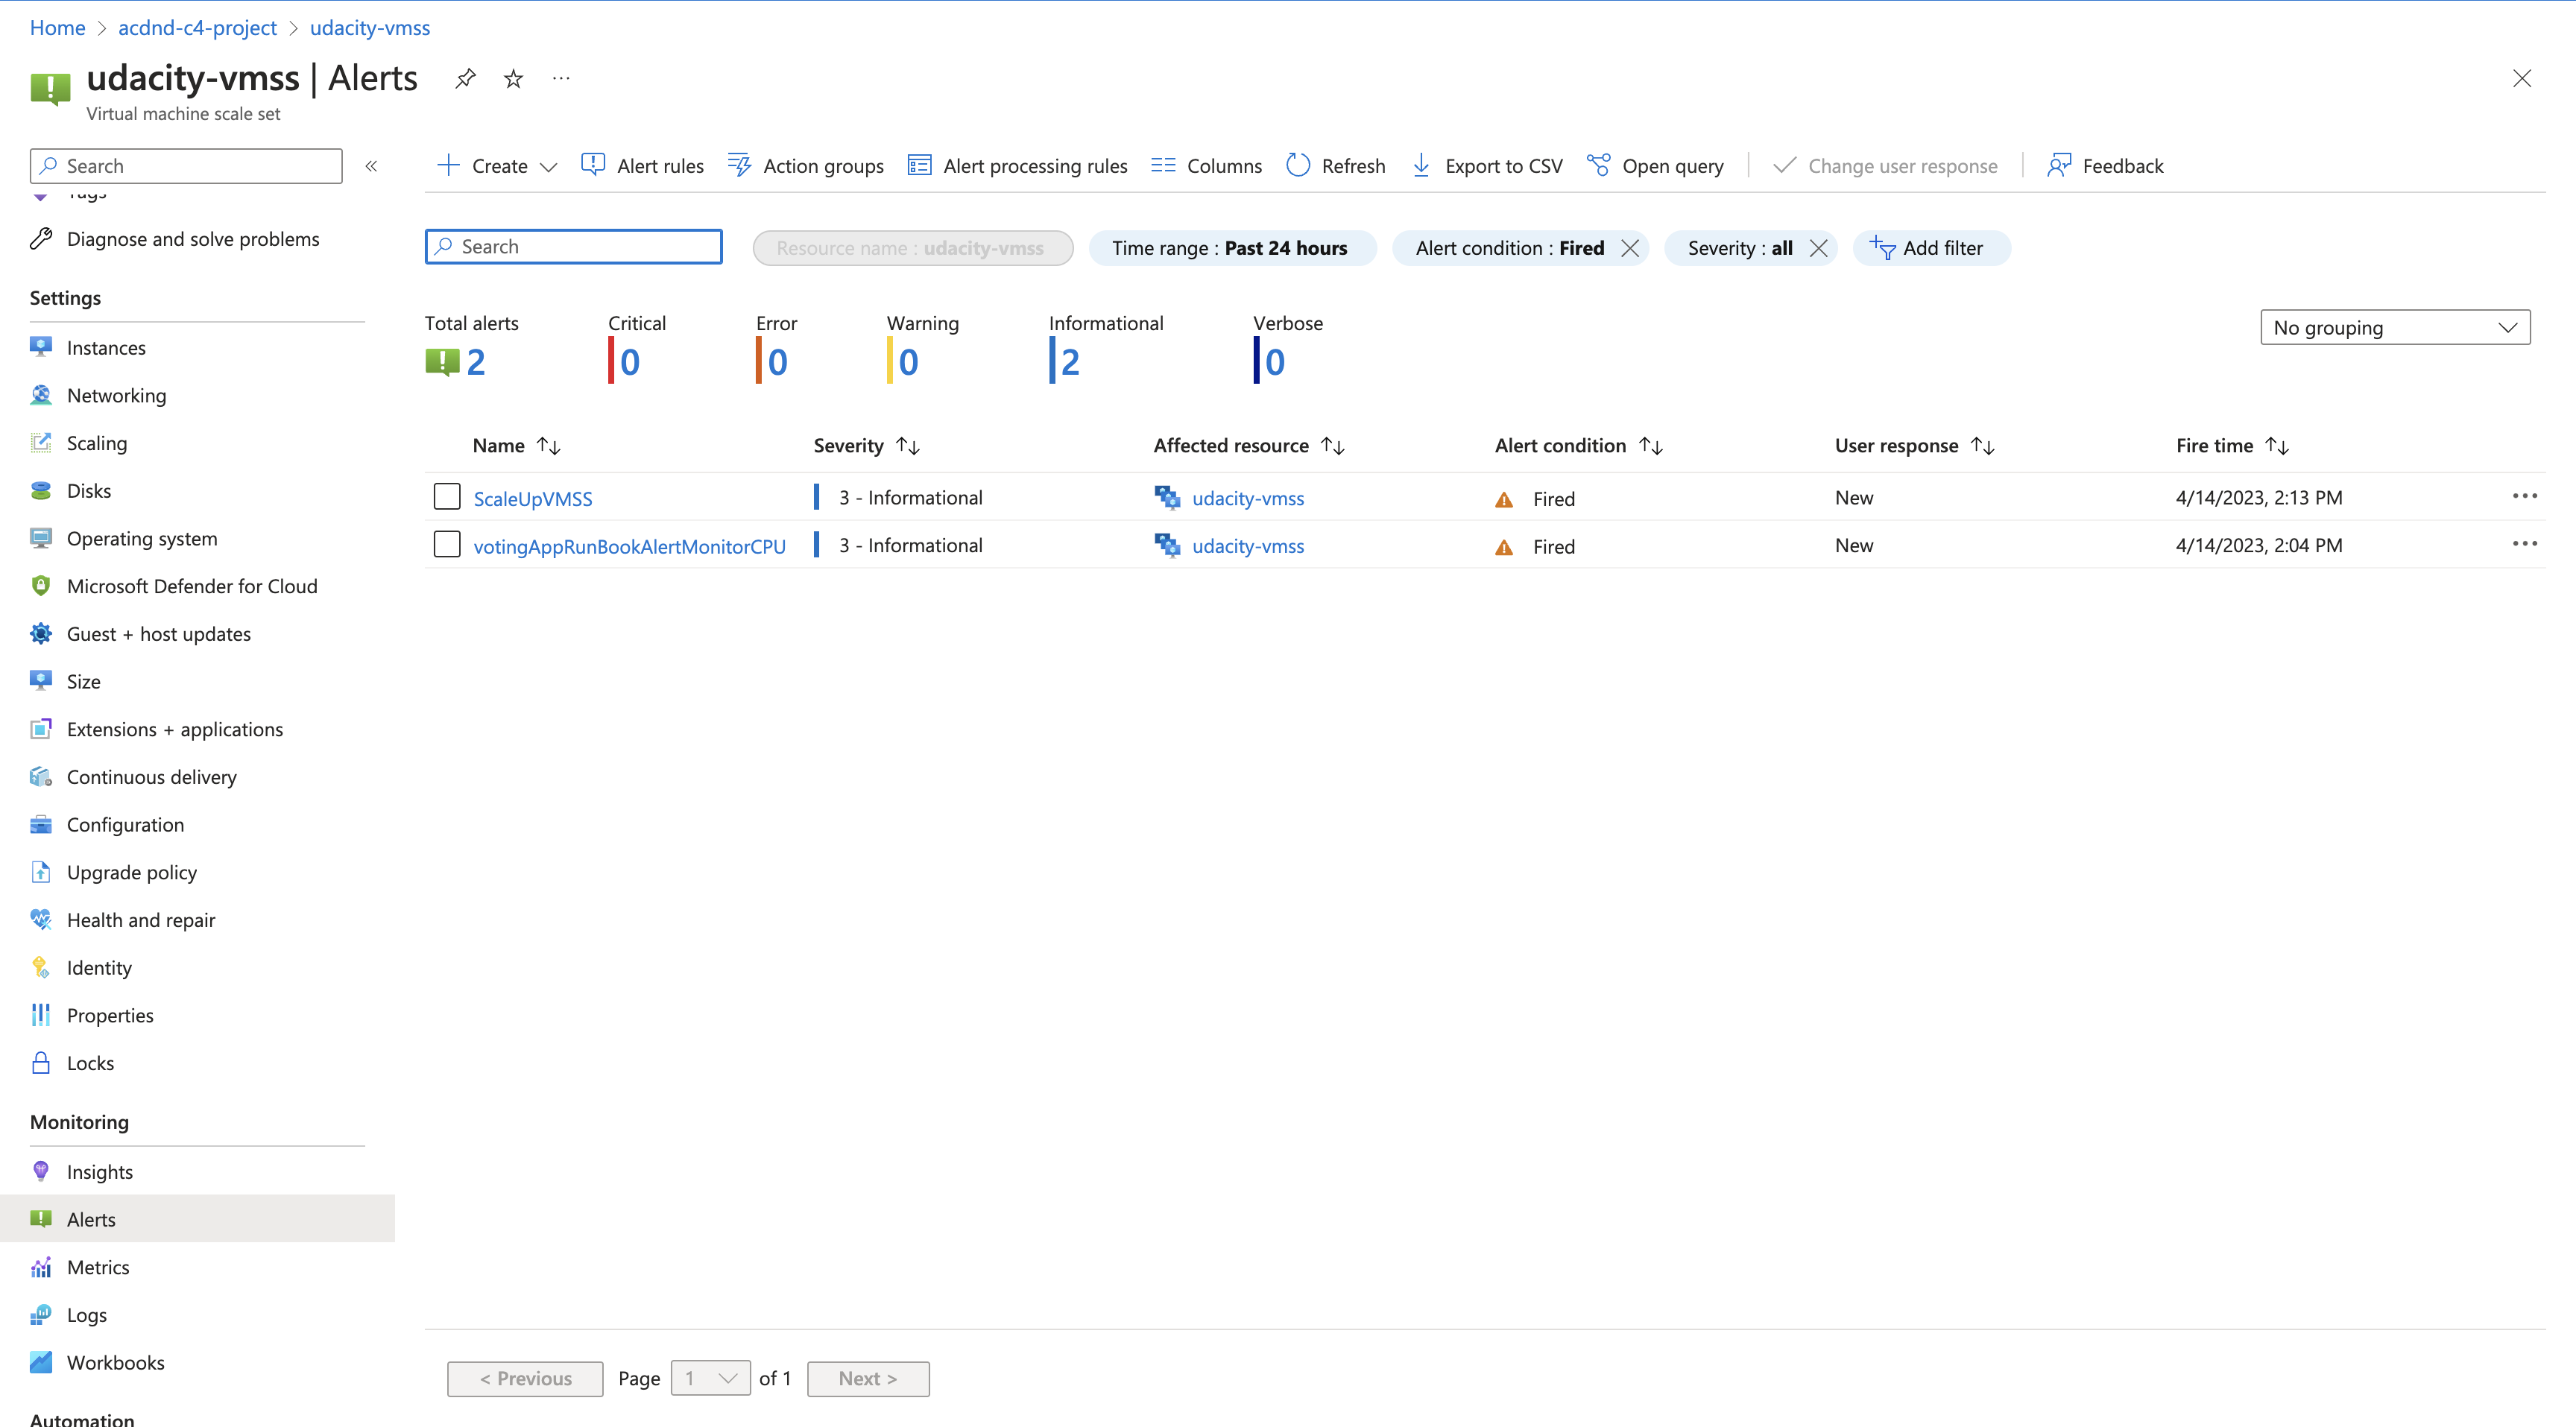 Home > acdnd-c4-project > udacity-vmss
udacity-vmss | Alerts
Virtual machine scale set
Search
Tags
Diagnose and solve problems
Settings
Instances
Networking
Scaling
Disks
Operating system
Microsoft Defender for Cloud
Guest + host updates
Size
Extensions + applications
Continuous delivery
Configuration
Upgrade policy
Health and repair
Identity
Properties
Locks
Monitoring
Insights
Alerts
Metrics
Logs
Workbooks
Automation
Create Alert rules Action groups Alert processing rules Columns Refresh Export to CSV Open query Change user response Feedback
Search Resource name : udacity-vmss Time range : Past 24 hours Alert condition : Fired Severity : all Add filter
Total alerts Critical Error Warning Informational Verbose
2 0 0 0 2 0
No grouping
Name Severity Affected resource Alert condition User response Fire time
ScaleUpVMSS 3 - Informational udacity-vmss Fired New 4/14/2023, 2:13 PM
votingAppRunBookAlertMonitorCPU 3 - Informational udacity-vmss Fired New 4/14/2023, 2:04 PM
< Previous Page 1 of 1 Next >